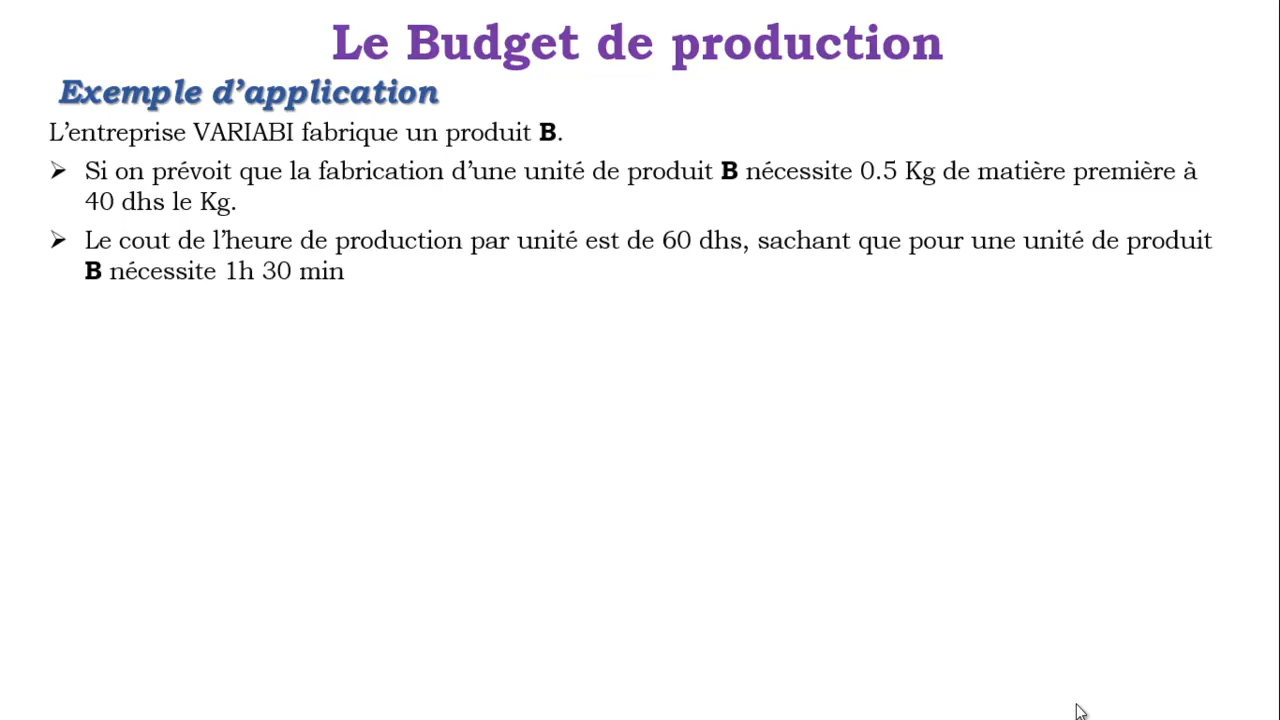 Le Budget de production
Exemple d’application
L’entreprise VARIABI fabrique un produit B.
➢ Si on prévoit que la fabrication d’une unité de produit B nécessite 0.5 Kg de matière première à
40 dhs le Kg.
➢ Le cout de l’heure de production par unité est de 60 dhs, sachant que pour une unité de produit
B nécessite 1h 30 min